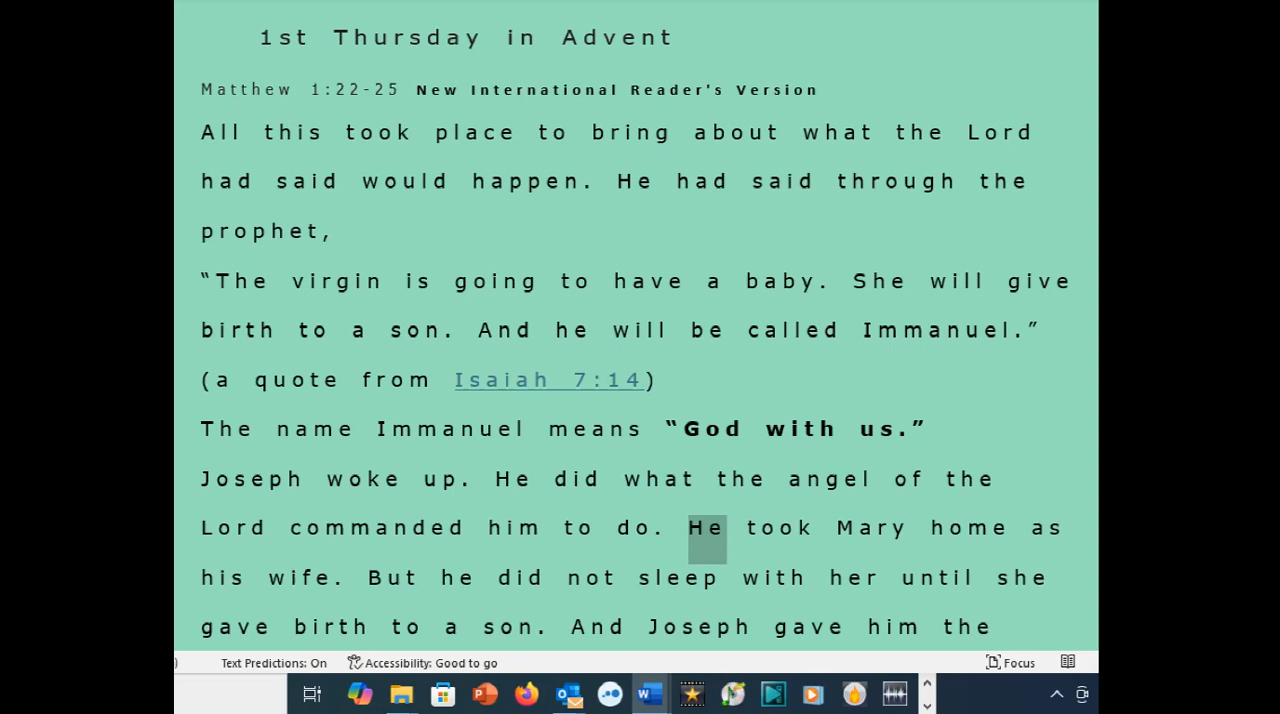 1st Thursday in Advent
Matthew 1:22-25 New International Reader's Version
All this took place to bring about what the Lord
had said would happen. He had said through the
prophet,
“The virgin is going to have a baby. She will give
birth to a son. And he will be called Immanuel.”
(a quote from Isaiah 7:14)
The name Immanuel means “God with us.”
Joseph woke up. He did what the angel of the
Lord commanded him to do. He took Mary home as
his wife. But he did not sleep with her until she
gave birth to a son. And Joseph gave him the
) Text Predictions: On Accessibility: Good to go Focus